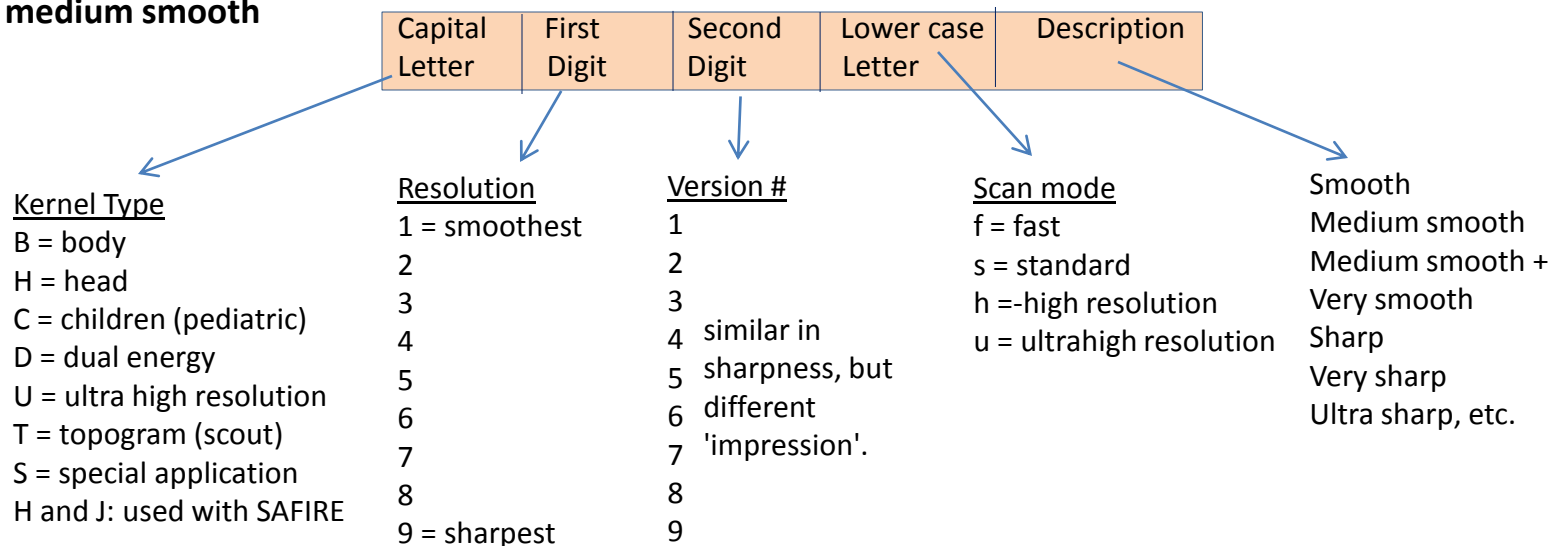 medium smooth
Capital Letter
First Digit
Second Digit
Lower case Letter
Description
Kernel Type
B = body
H = head
C = children (pediatric)
D = dual energy
U = ultra high resolution
T = topogram (scout)
S = special application
H and J: used with SAFIRE
Resolution
1 = smoothest
2
3
4
5
6
7
8
9 = sharpest
Version #
1
2
3
4
5
6
7
8
9
similar in
sharpness, but
different
'impression'.
Scan mode
f = fast
s = standard
h =-high resolution
u = ultrahigh resolution
Smooth
Medium smooth
Medium smooth +
Very smooth
Sharp
Very sharp
Ultra sharp, etc.